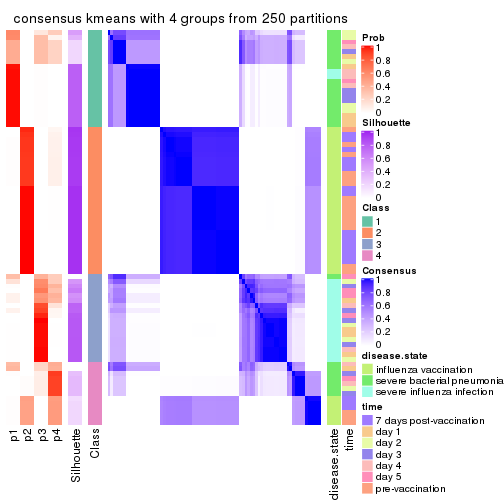 consensus kmeans with 4 groups from 250 partitions
Prob
1
0.8
0.6
0.4
0.2
0
Silhouette
1
0.8
0.6
0.4
0.2
0
Class
1
2
3
4
Consensus
1
0.8
0.6
0.4
0.2
0
disease.state
influenza vaccination
severe bacterial pneumonia
severe influenza infection
time
7 days post-vaccination
day 1
day 2
day 3
day 4
day 5
pre-vaccination
p1
p2
p3
p4
Silhouette
Class
disease.state
time